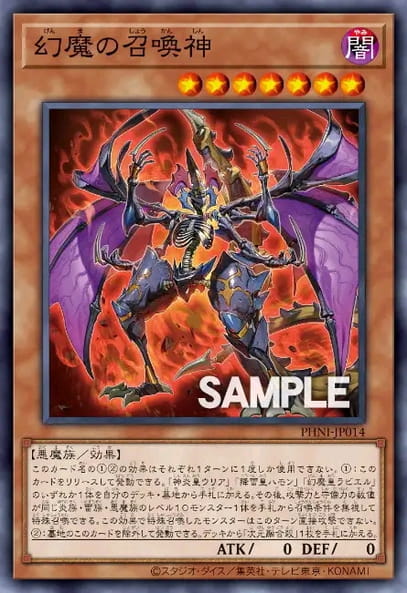 幻魔の召喚神
闇
SAMPLE
PHNI-JP014
【悪魔族／効果】
このカード名の①②の効果はそれぞれ1ターンに1度しか使用できない。①：この
カードをリリースして発動できる。「神炎皇ウリア」「降雷皇ハモン」「幻魔皇ラビエル」
のいずれか1体を自分のデッキ・墓地から手札に加える。その後、攻撃力と守備力の数値
が同じ炎族・雷族・悪魔族のレベル10モンスター1体を手札から召喚条件を無視して
特殊召喚できる。この効果で特殊召喚したモンスターはこのターン直接攻撃できない。
②：墓地のこのカードを除外して発動できる。デッキから「次元融合殺」1枚を手札に加える。
ATK/ 0 DEF/ 0
©スタジオ・ダイス／集英社・テレビ東京・KONAMI